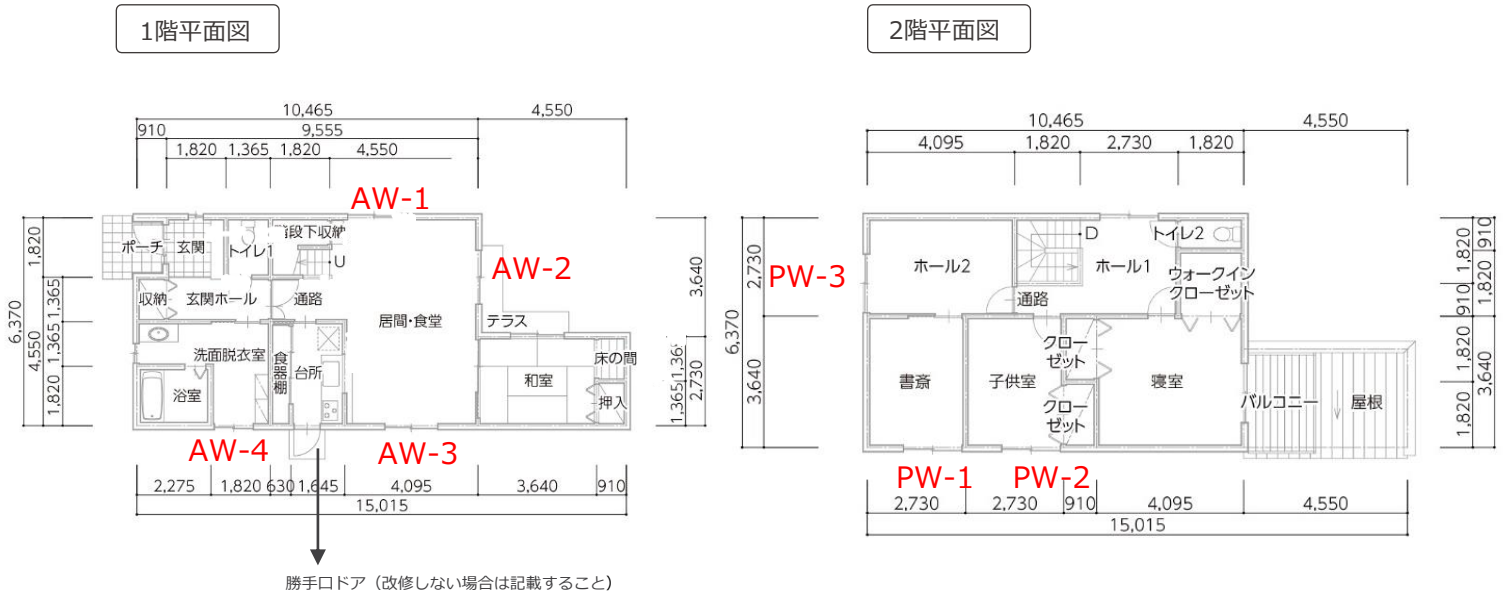 1階平面図
10,465
4,550
910
9,555
1,820
1,365
1,820
4,550
AW-1
ポーチ
玄関
トイレ1
階段下収納
U
AW-2
収納
玄関ホール
通路
居間・食堂
テラス
洗面脱衣室
食器棚
台所
浴室
和室
床の間
押入
AW-4
AW-3
6,370
1,820
4,550
1,365
1,365
1,820
3,640
2,730
1,365
2,275
1,820
630
1,645
4,095
3,640
910
15,015
勝手口ドア（改修しない場合は記載すること)
2階平面図
10,465
4,550
4,095
1,820
2,730
1,820
D
トイレ2
PW-3
ホール2
ホール1
ウォークイン
クローゼット
通路
クロー
ゼット
書斎
子供室
寝室
クロー
ゼット
バルコニー
屋根
PW-1
PW-2
6,370
2,730
3,640
1,820
910
910
1,820
1,820
1,820
3,640
2,730
2,730
910
4,095
4,550
15,015